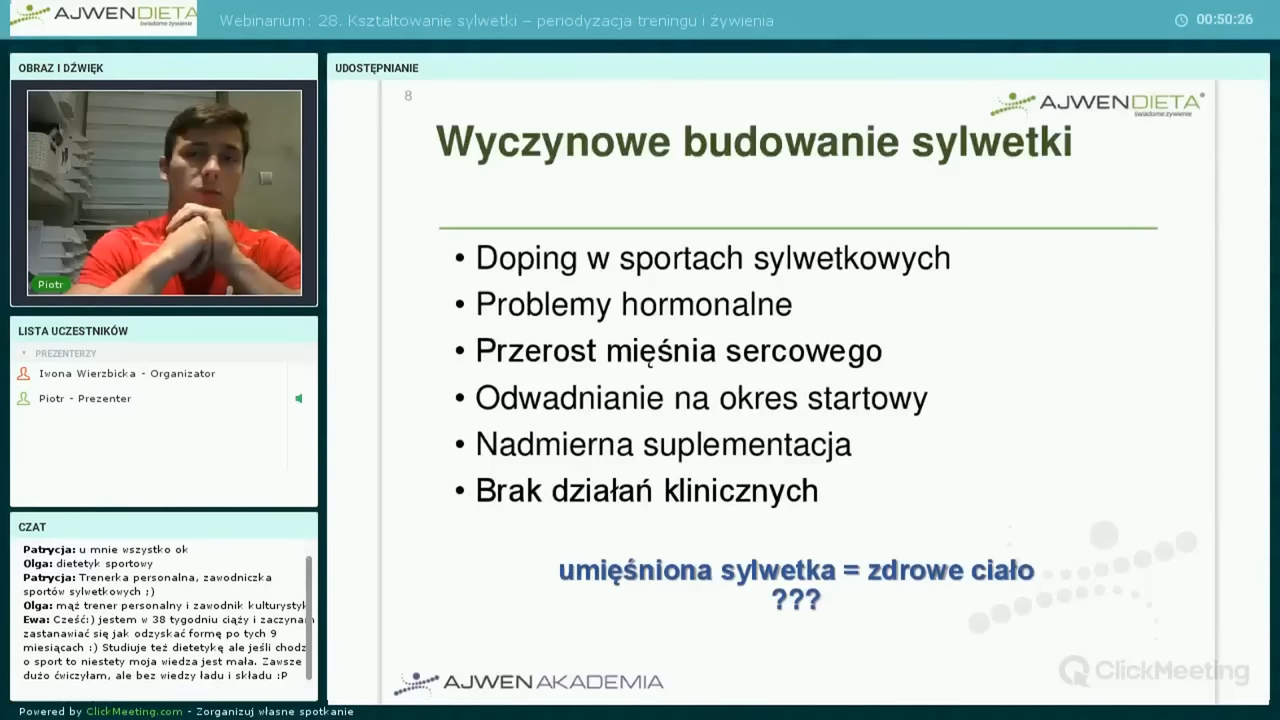 AJWENDIETA
świadome żywienie
Webinarium: 28. Kształtowanie sylwetki – periodyzacja treningu i żywienia
00:50:26
OBRAZ I DŹWIĘK
Piotr
LISTA UCZESTNIKÓW
PREZENTERZY
Iwona Wierzbicka - Organizator
Piotr - Prezenter
CZAT
Patrycja: u mnie wszystko ok
Olga: dietetyk sportowy
Patrycja: Trenerka personalna, zawodniczka
sportów sylwetkowych ;)
Olga: mąż trener personalny i zawodnik kulturystyk
Ewa: Cześć:) jestem w 38 tygodniu ciąży i zaczynam
zastanawiać się jak odzyskać formę po tych 9
miesiącach :) Studiuje też dietetykę ale jeśli chodz
o sport to niestety moja wiedza jest mała. Zawsze
dużo ćwiczyłam, ale bez wiedzy ładu i składu :P
UDOSTĘPNIANIE
8
AJWENDIETA
świadome żywienie
Wyczynowe budowanie sylwetki
• Doping w sportach sylwetkowych
• Problemy hormonalne
• Przerost mięśnia sercowego
• Odwadnianie na okres startowy
• Nadmierna suplementacja
• Brak działań klinicznych
umięśniona sylwetka = zdrowe ciało
???
AJWEN AKADEMIA
ClickMeeting
Powered by ClickMeeting.com - Zorganizuj własne spotkanie